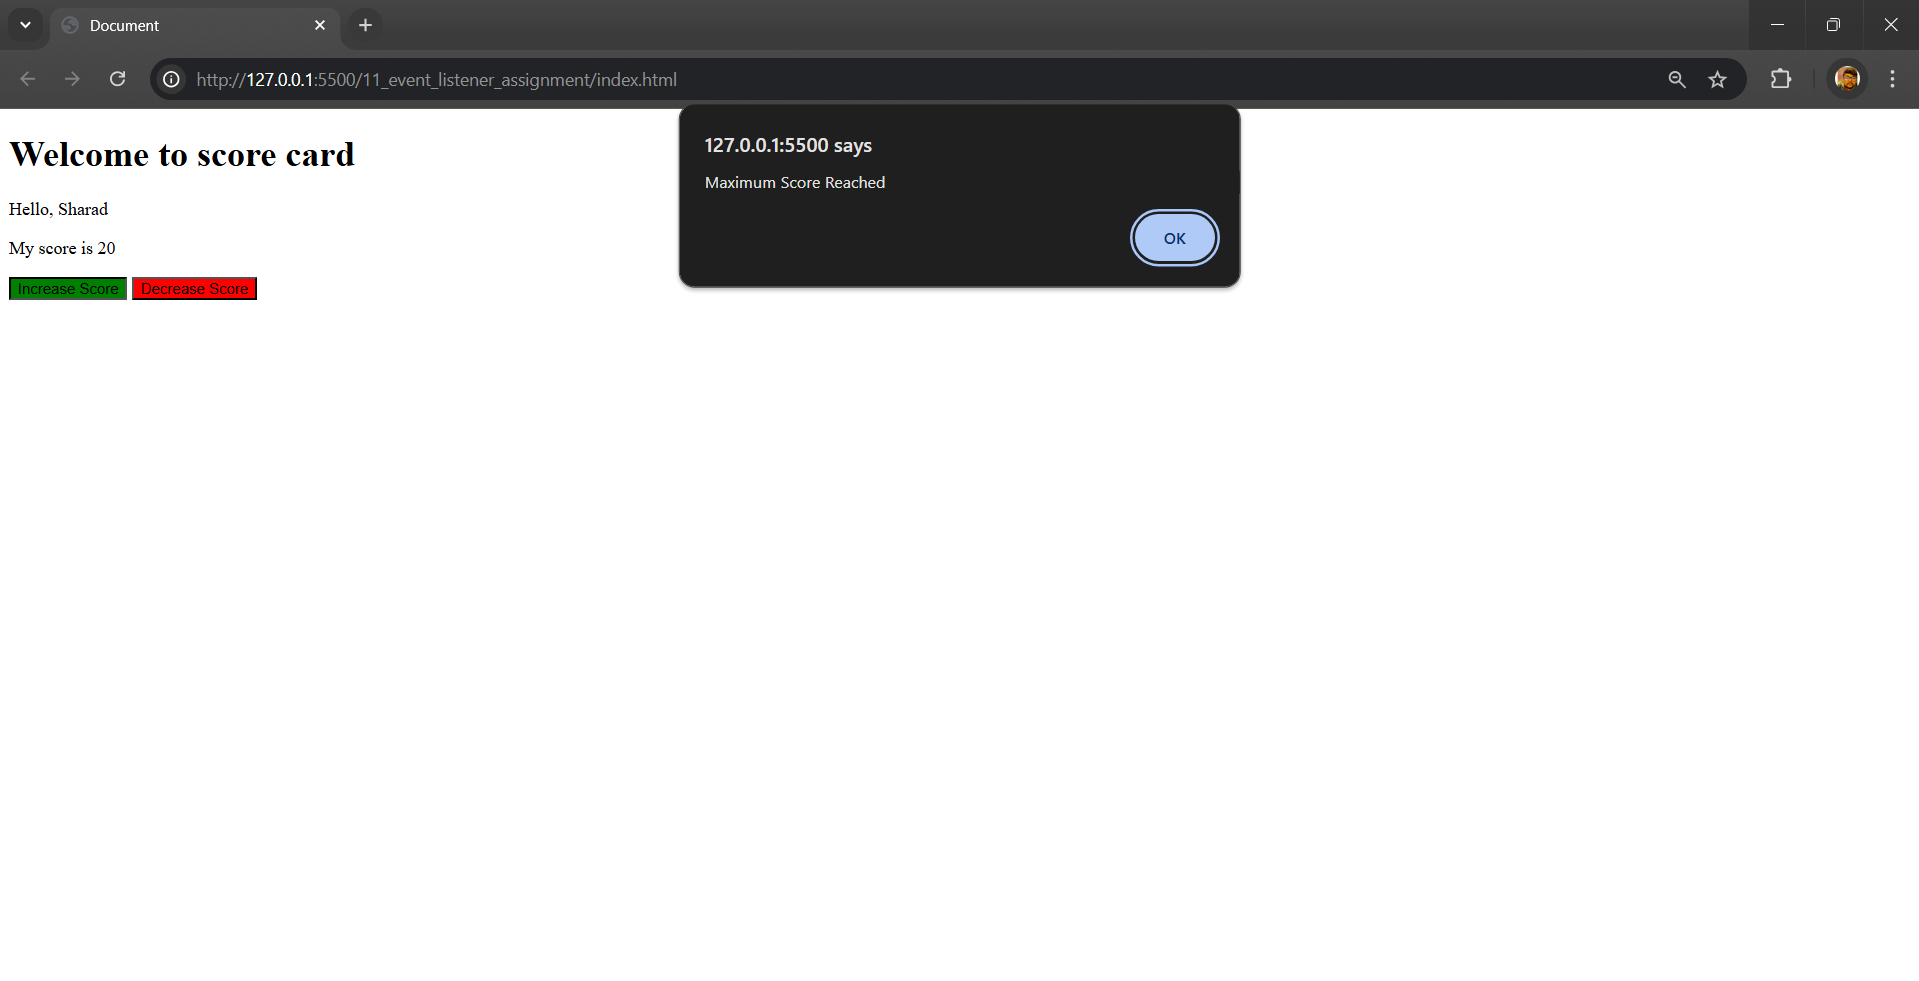 Document
http://127.0.0.1:5500/11_event_listener_assignment/index.html
127.0.0.1:5500 says
Maximum Score Reached
OK
Welcome to score card
Hello, Sharad
My score is 20
Increase Score Decrease Score